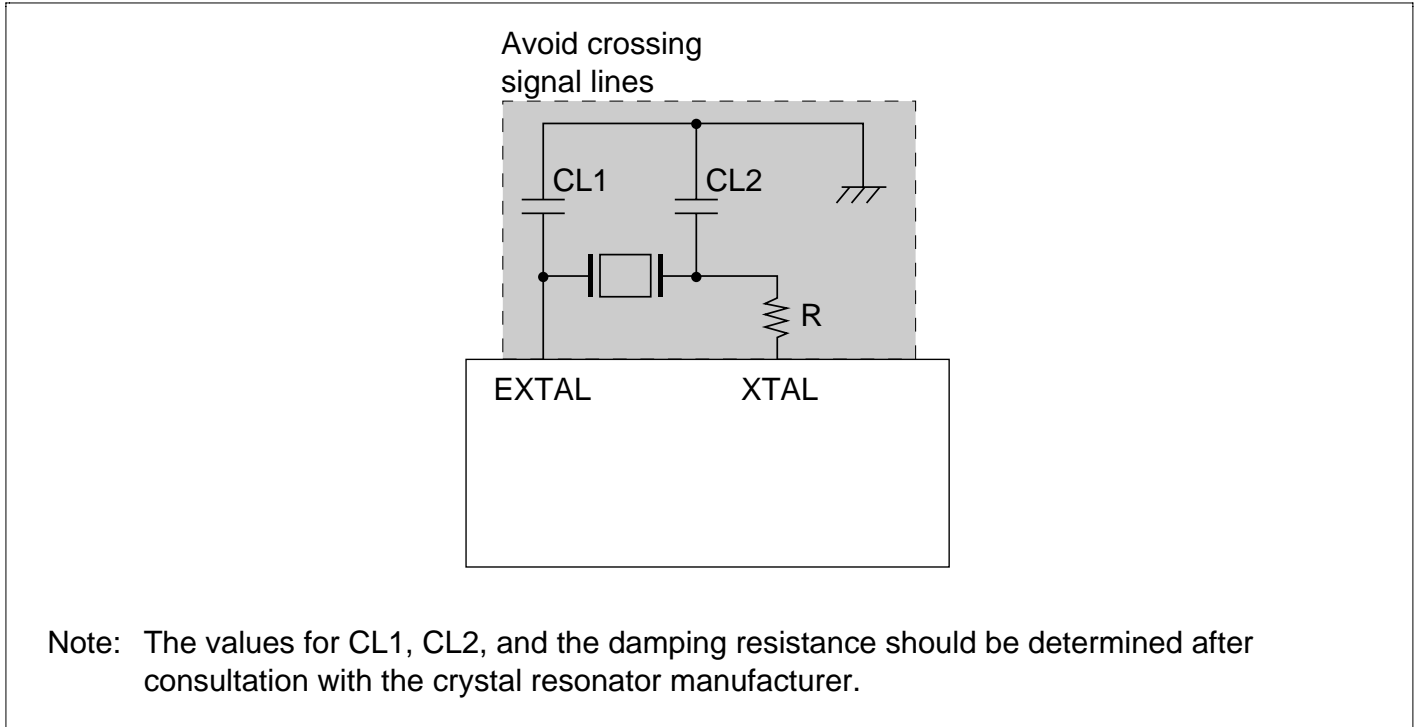 Avoid crossing
signal lines
CL1 CL2
R
EXTAL XTAL
Note: The values for CL1, CL2, and the damping resistance should be determined after
consultation with the crystal resonator manufacturer.